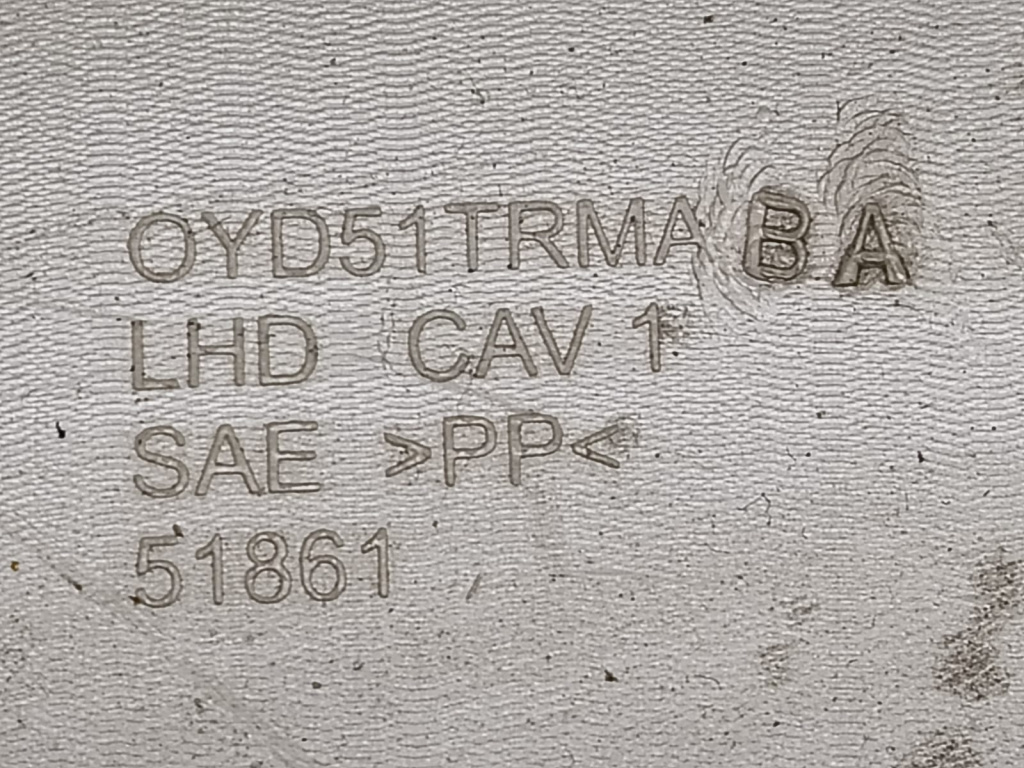 OYD51TRMA B A
LHD CAV 1
SAE >PP<
51861